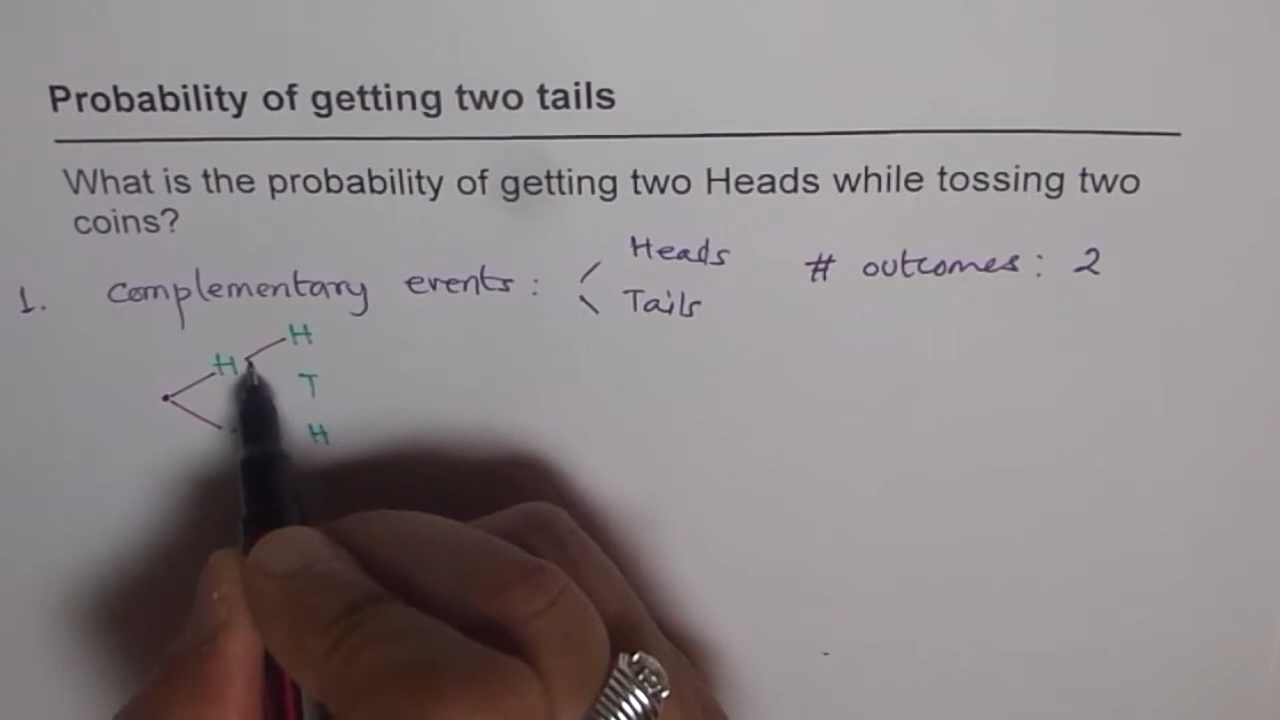 Probability of getting two tails
What is the probability of getting two Heads while tossing two
coins?
1. Complementary events: Heads # outcomes: 2
Tails
H
H
T
H